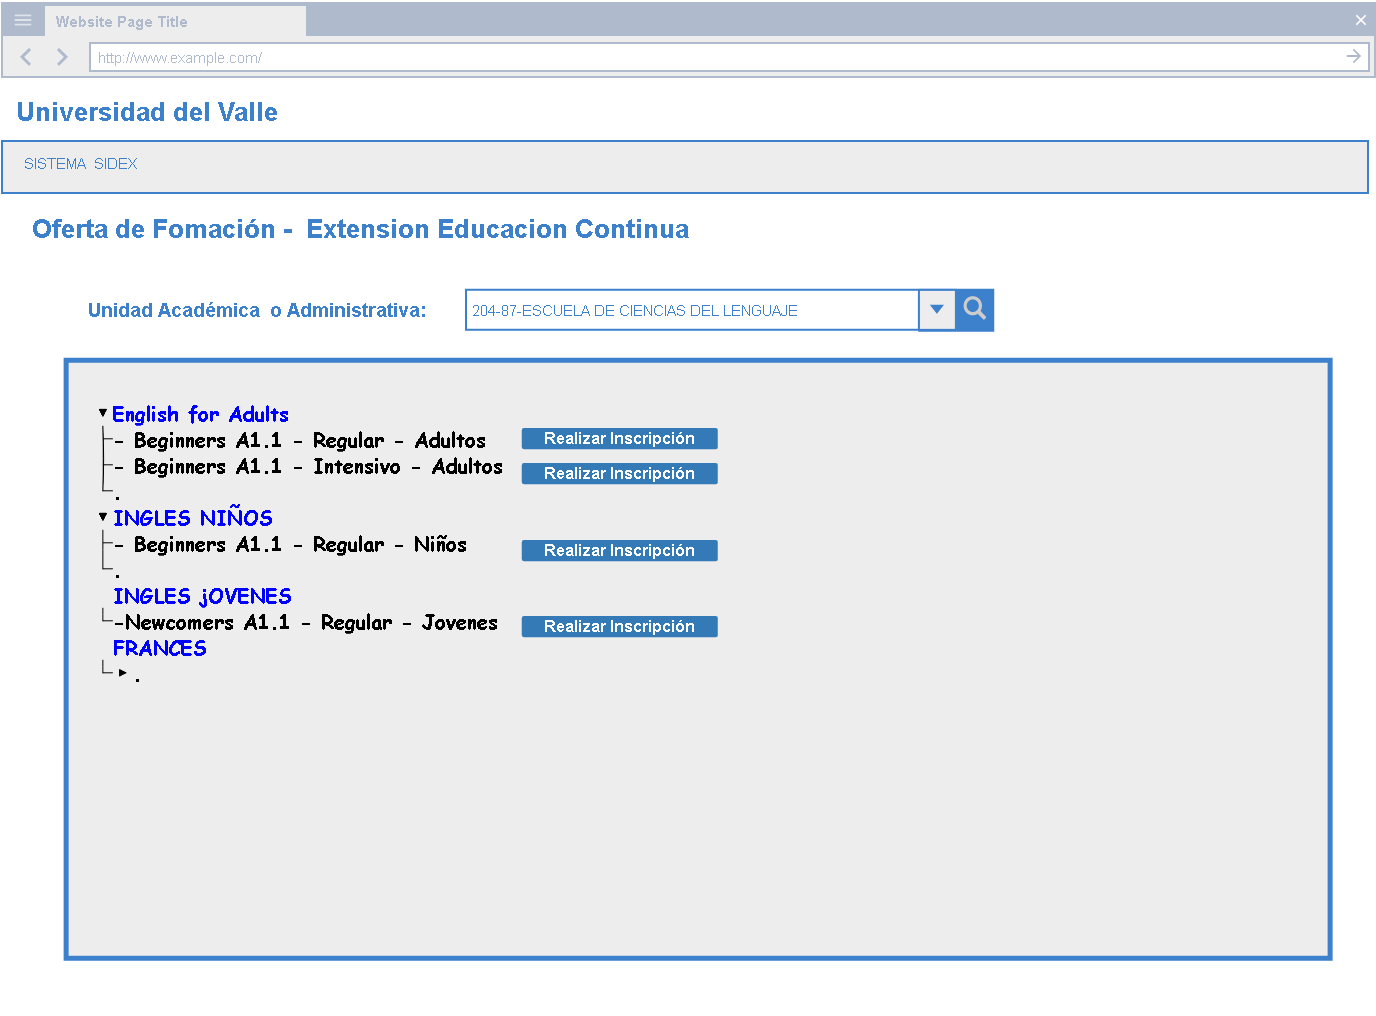 Website Page Title
http://www.example.com/
Universidad del Valle
SISTEMA SIDEX
Oferta de Fomación - Extension Educacion Continua
Unidad Académica o Administrativa: 204-87-ESCUELA DE CIENCIAS DEL LENGUAJE
English for Adults
- Beginners A1.1 - Regular - Adultos Realizar Inscripción
- Beginners A1.1 - Intensivo - Adultos Realizar Inscripción
.
INGLES NIÑOS
- Beginners A1.1 - Regular - Niños Realizar Inscripción
.
INGLES jOVENES
-Newcomers A1.1 - Regular - Jovenes Realizar Inscripción
FRANCES
.